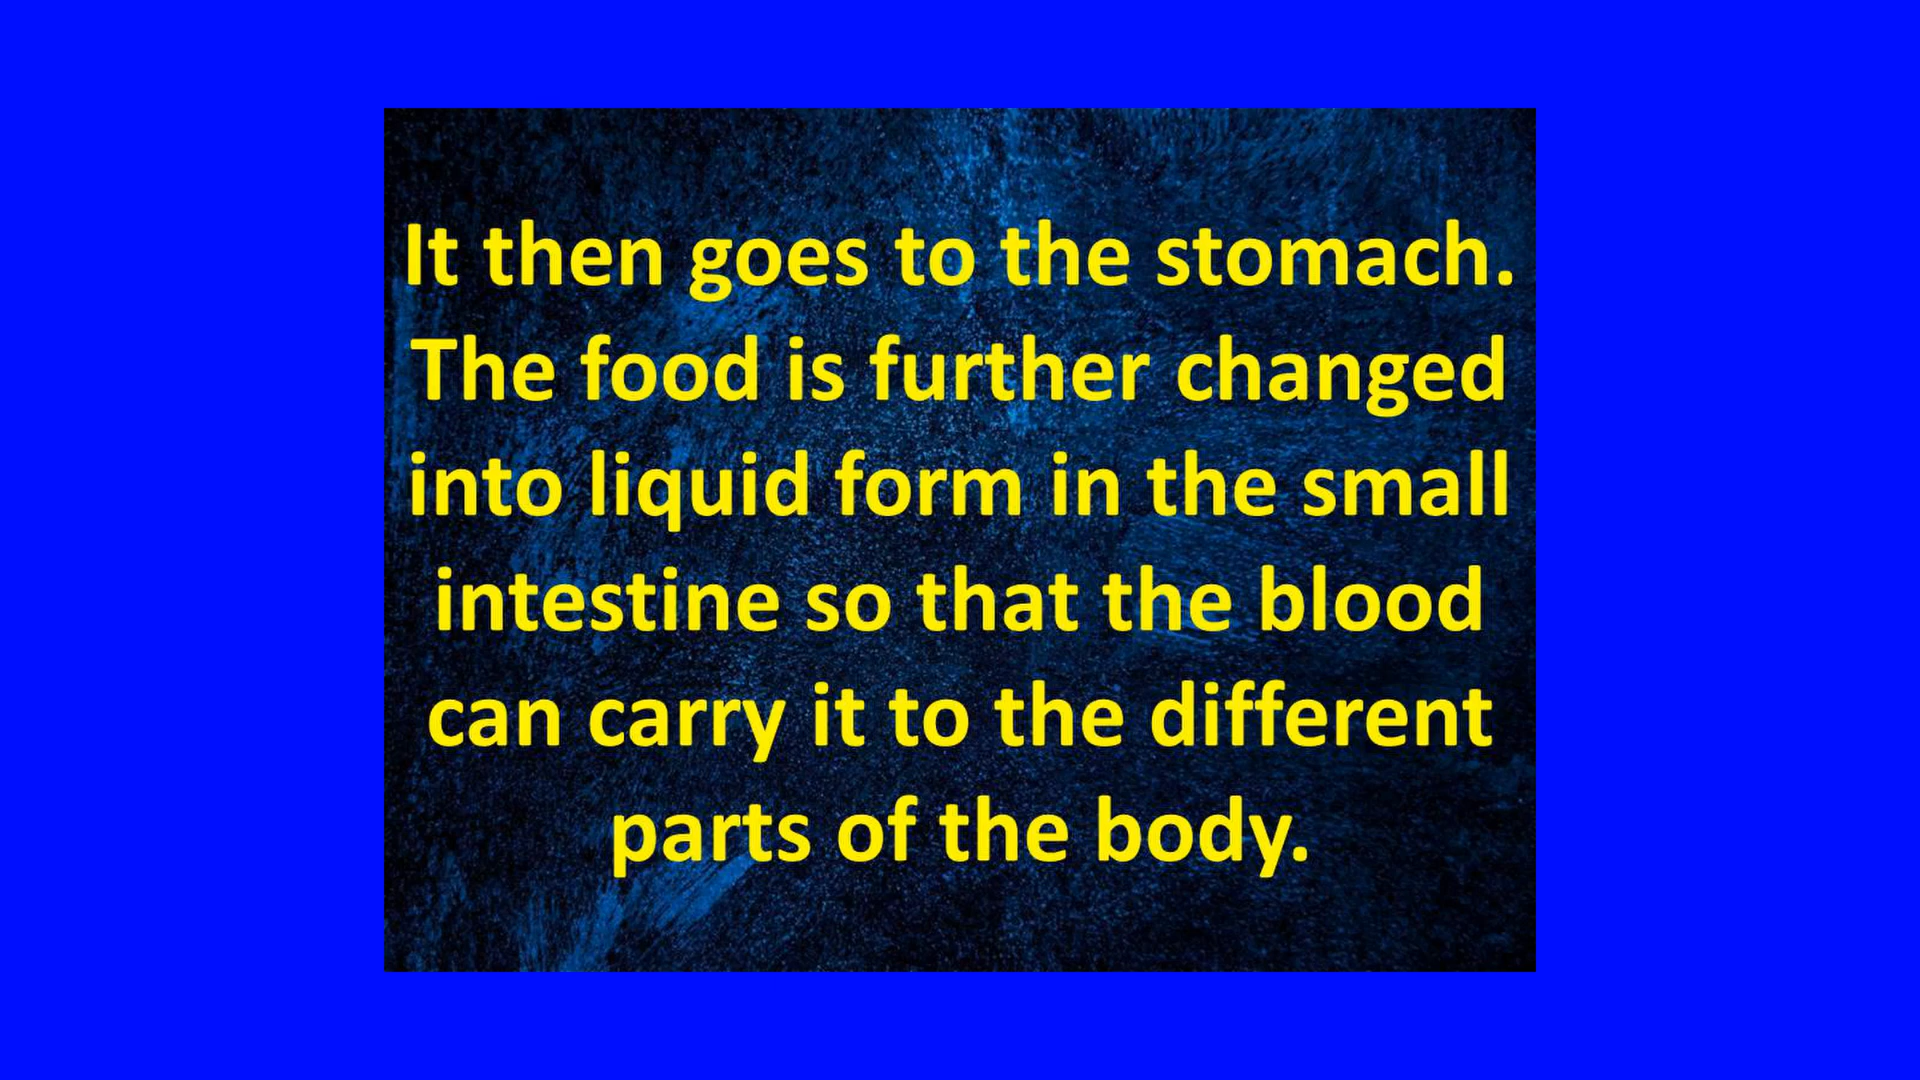 It then goes to the stomach.
The food is further changed
into liquid form in the small
intestine so that the blood
can carry it to the different
parts of the body.